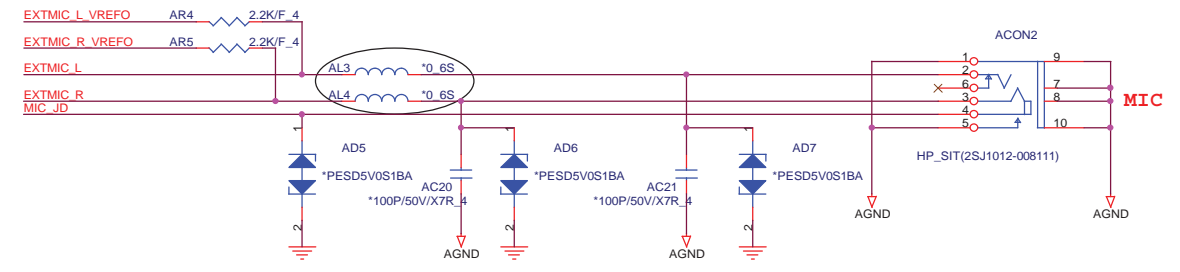 EXTMIC_L_VREFO AR4 2.2K/F_4
EXTMIC_R_VREFO AR5 2.2K/F_4
ACON2
EXTMIC_L AL3 *0_6S
1 9
2
6 7
EXTMIC_R AL4 *0_6S
3 8 MIC
MIC_JD
4
5 10
1 1 1
AD5 AD6 AD7
HP_SIT(2SJ1012-008111)
*PESD5V0S1BA *PESD5V0S1BA *PESD5V0S1BA
AC20 AC21
*100P/50V/X7R_4 *100P/50V/X7R_4
2 2 2
AGND AGND
AGND AGND